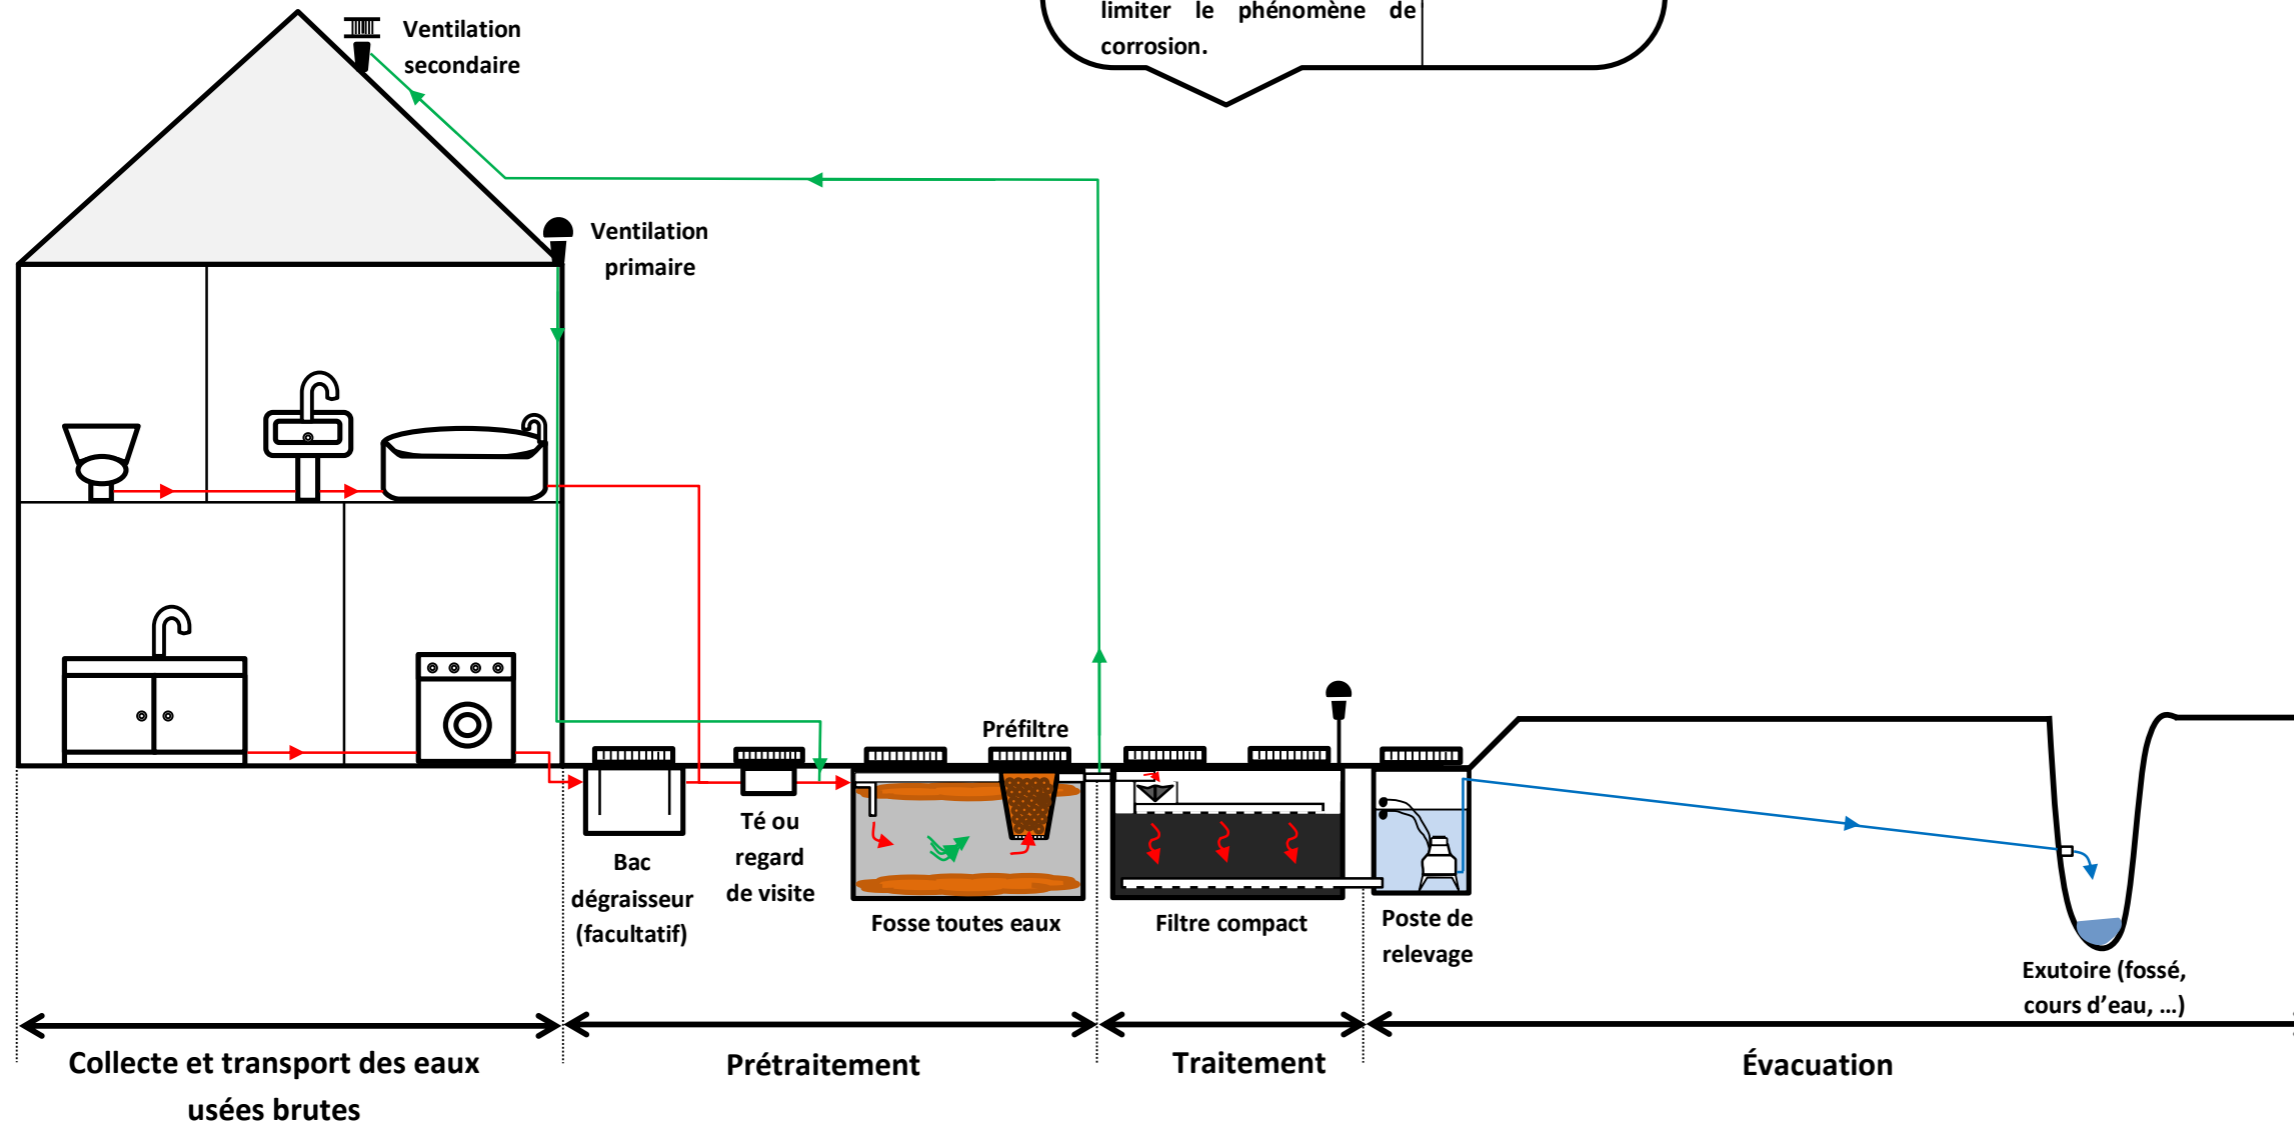 limiter le phénomène de
corrosion.
Ventilation
secondaire
Ventilation
primaire
Préfiltre
Té ou
regard
de visite
Bac
dégraisseur
(facultatif)
Fosse toutes eaux
Filtre compact
Poste de
relevage
Exutoire (fossé,
cours d’eau, ...)
Collecte et transport des eaux
usées brutes
Prétraitement
Traitement
Évacuation